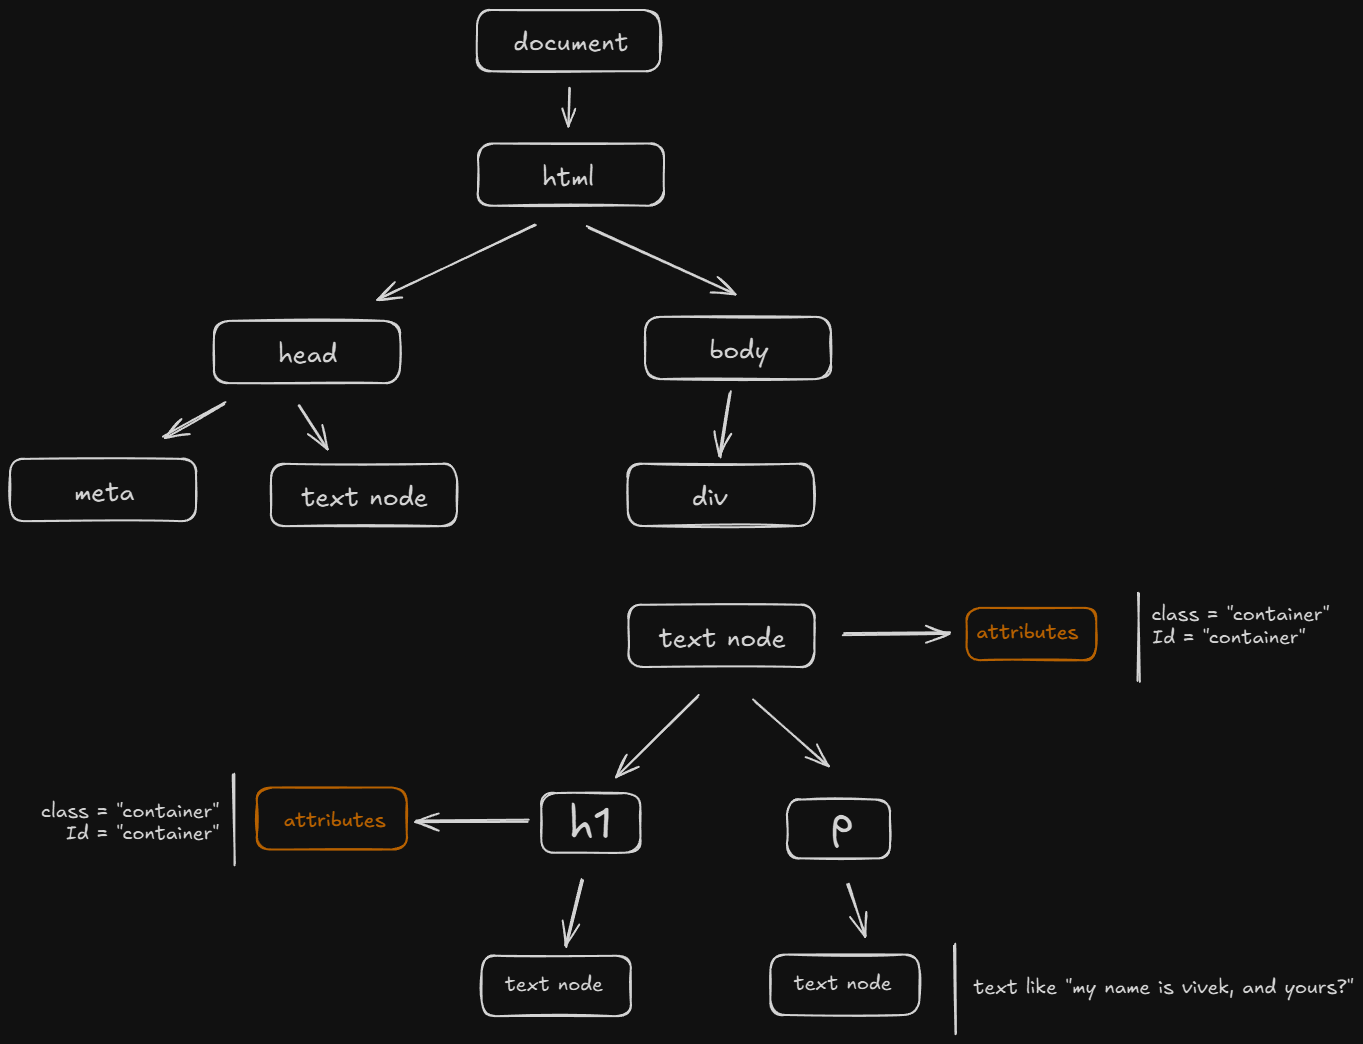 document
html
head
body
meta
text node
div
text node
attributes
class = "container"
Id = "container"
class = "container"
Id = "container"
attributes
h1
p
text node
text node
text like "my name is vivek, and yours?"